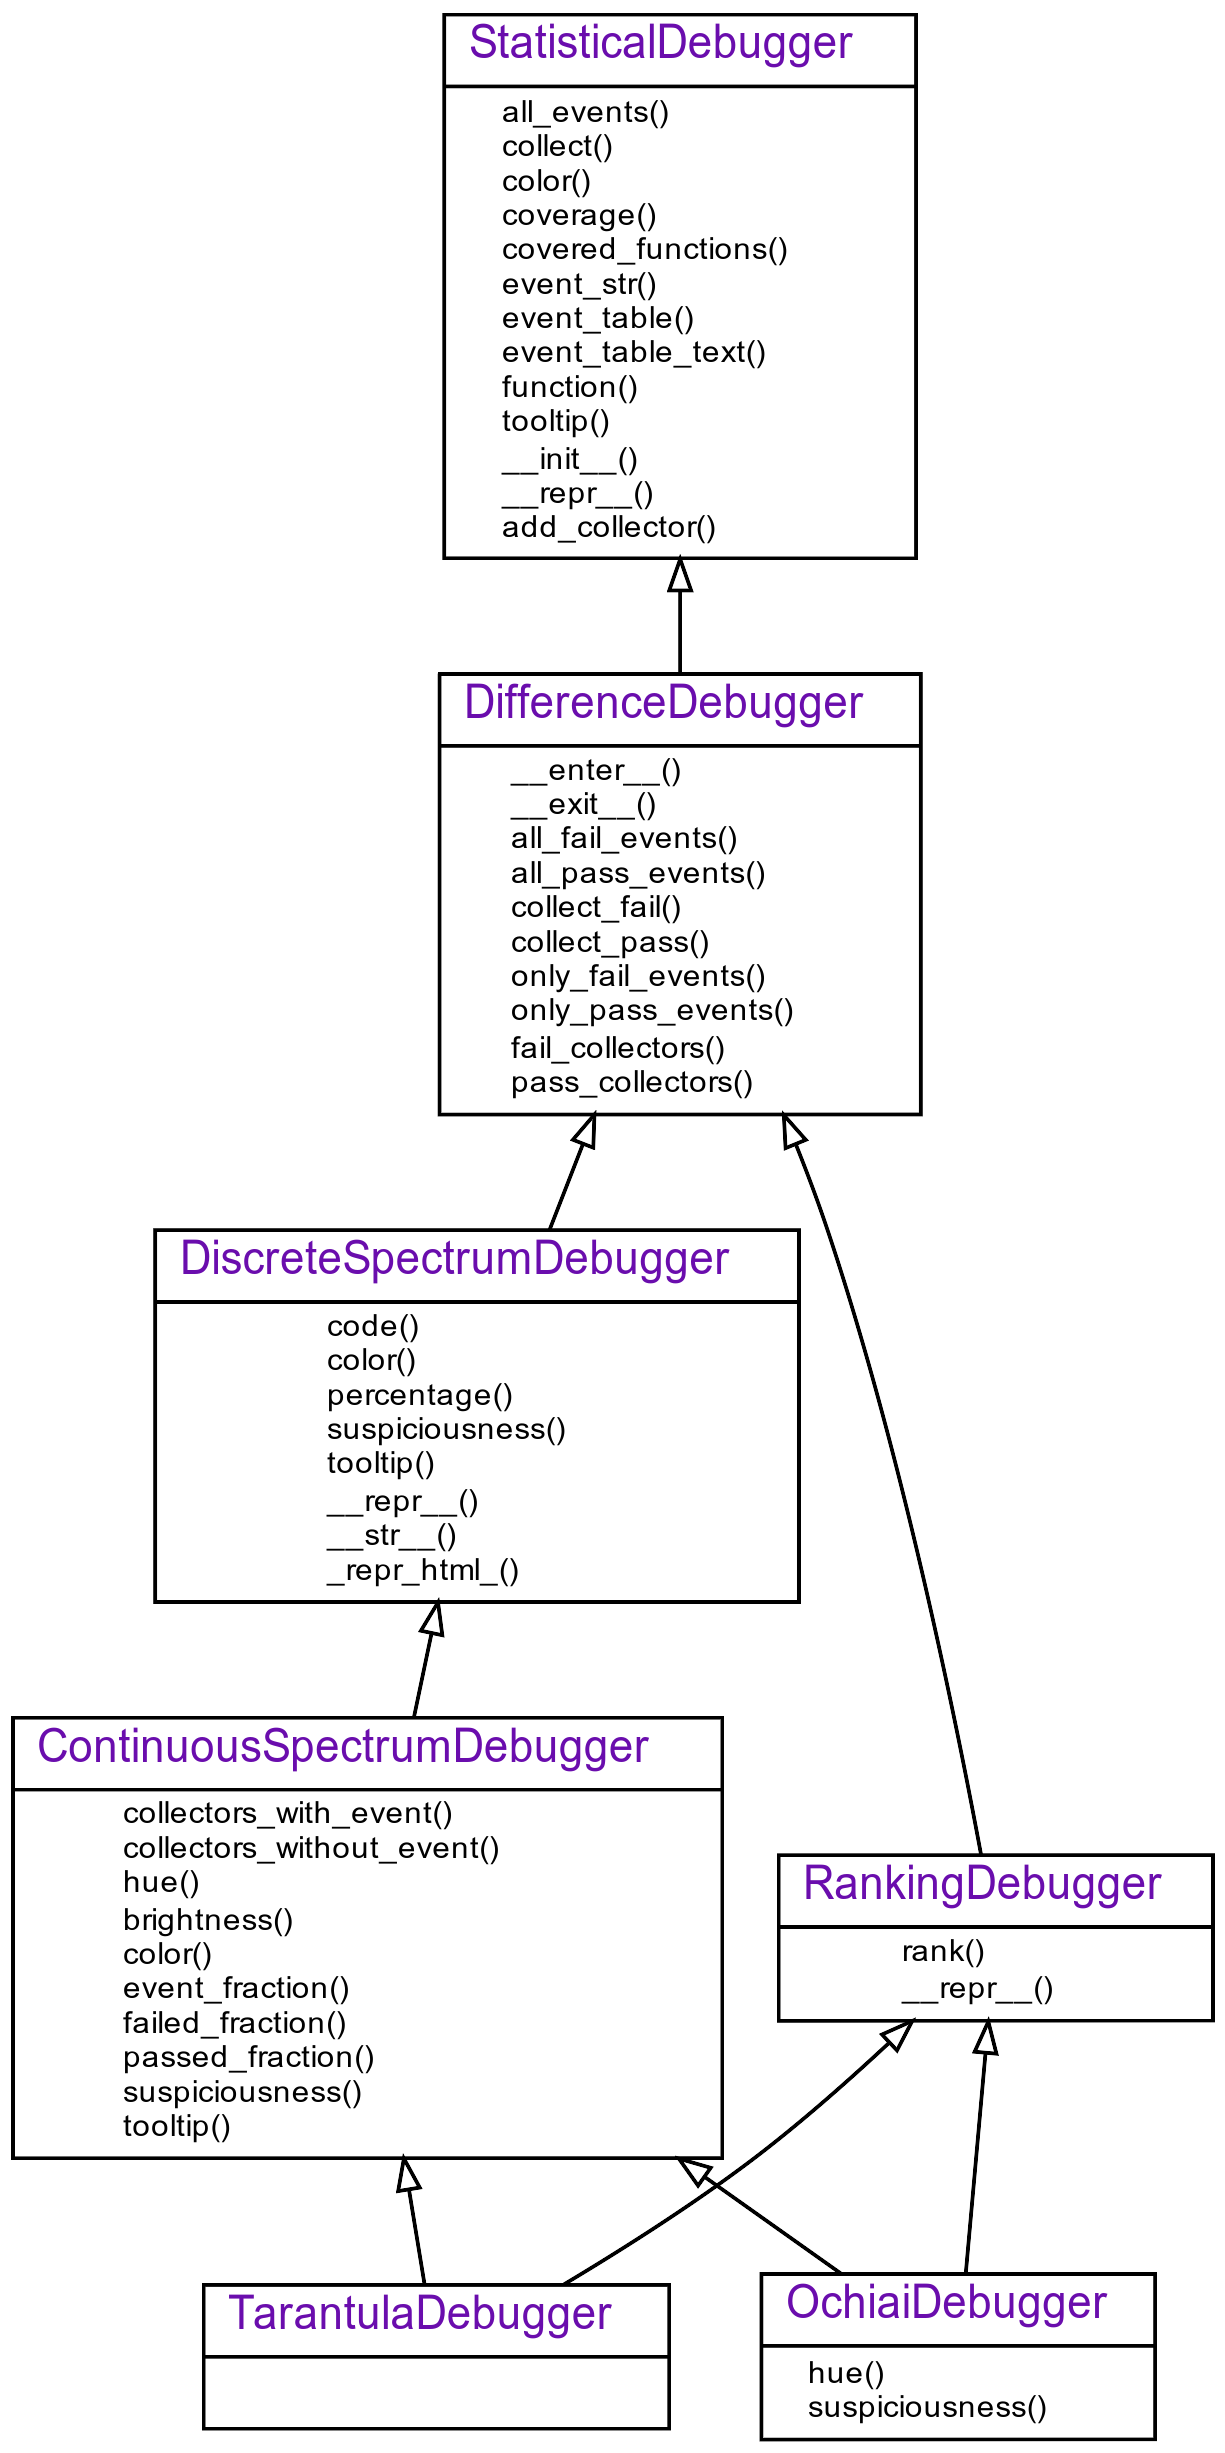 StatisticalDebugger
all_events()
collect()
color()
coverage()
covered_functions()
event_str()
event_table()
event_table_text()
function()
tooltip()
__init__()
__repr__()
add_collector()
DifferenceDebugger
__enter__()
__exit__()
all_fail_events()
all_pass_events()
collect_fail()
collect_pass()
only_fail_events()
only_pass_events()
fail_collectors()
pass_collectors()
DiscreteSpectrumDebugger
code()
color()
percentage()
suspiciousness()
tooltip()
__repr__()
__str__()
_repr_html_()
ContinuousSpectrumDebugger
collectors_with_event()
collectors_without_event()
hue()
brightness()
color()
event_fraction()
failed_fraction()
passed_fraction()
suspiciousness()
tooltip()
RankingDebugger
rank()
__repr__()
TarantulaDebugger
OchiaiDebugger
hue()
suspiciousness()